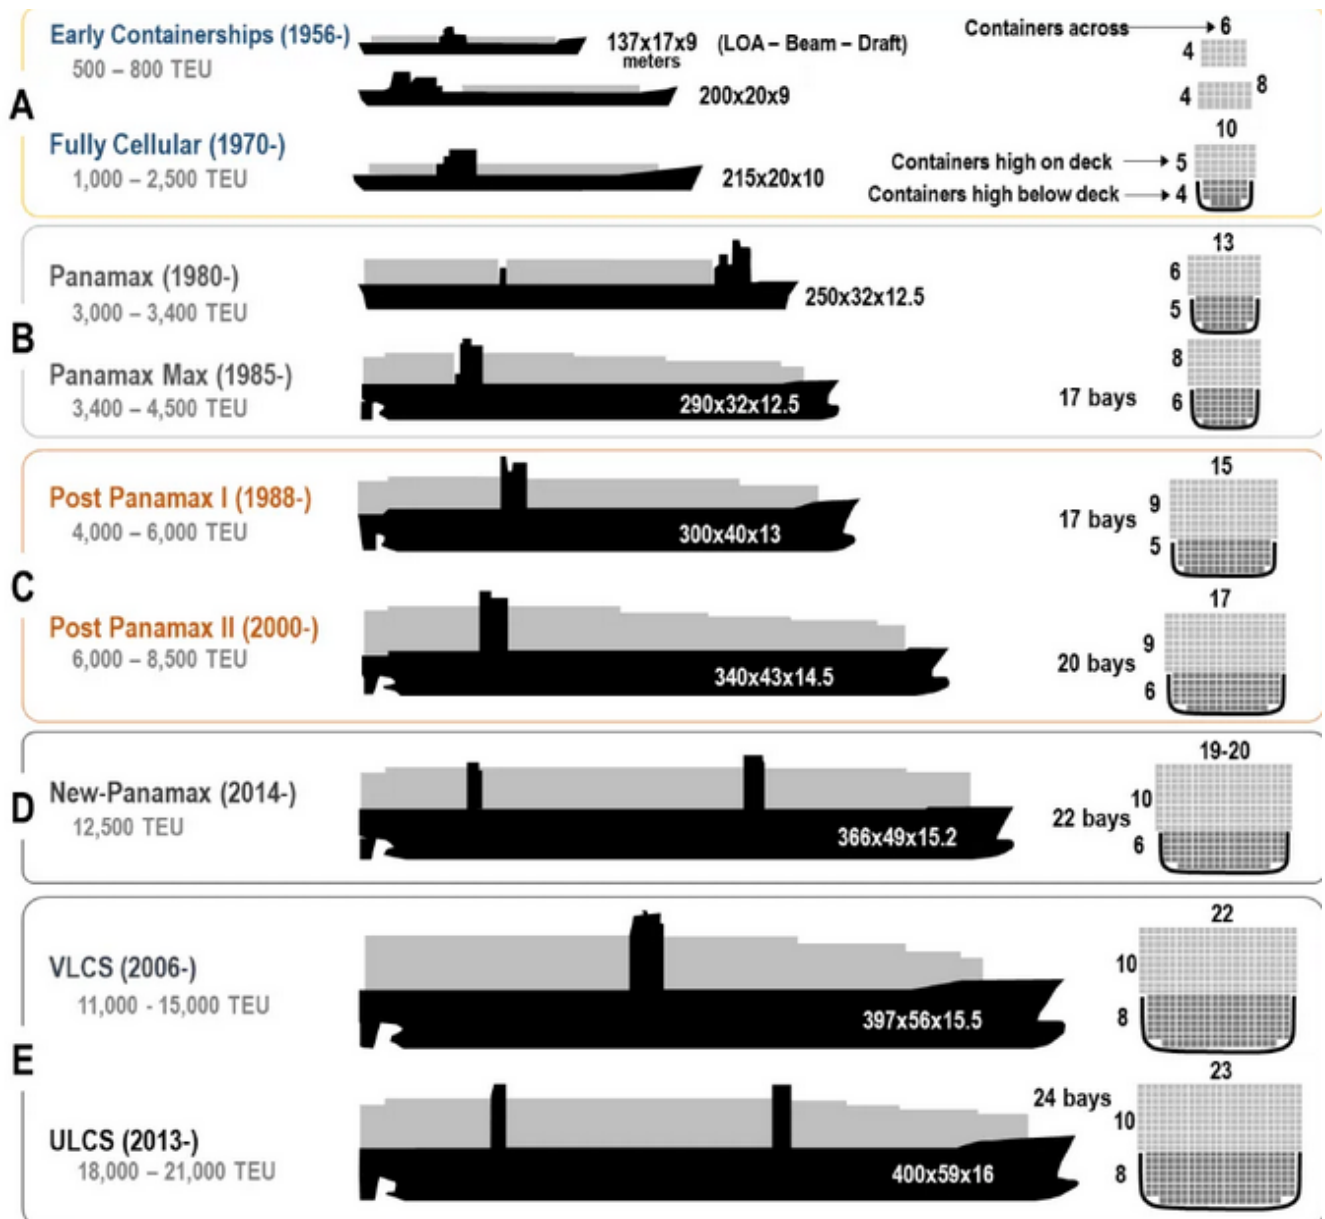 Early Containerships (1956-)
500 – 800 TEU
137x17x9 (LOA – Beam – Draft)
meters
Containers across
6
4
200x20x9
4
8
A
Fully Cellular (1970-)
1,000 – 2,500 TEU
215x20x10
10
Containers high on deck
5
Containers high below deck
4
Panamax (1980-)
3,000 – 3,400 TEU
250x32x12.5
13
6
5
B
Panamax Max (1985-)
3,400 – 4,500 TEU
290x32x12.5
17 bays
8
6
Post Panamax I (1988-)
4,000 – 6,000 TEU
300x40x13
17 bays
15
9
5
C
Post Panamax II (2000-)
6,000 – 8,500 TEU
340x43x14.5
20 bays
17
9
6
D
New-Panamax (2014-)
12,500 TEU
366x49x15.2
22 bays
19-20
10
6
VLCS (2006-)
11,000 - 15,000 TEU
397x56x15.5
22
10
8
E
ULCS (2013-)
18,000 – 21,000 TEU
400x59x16
24 bays
23
10
8